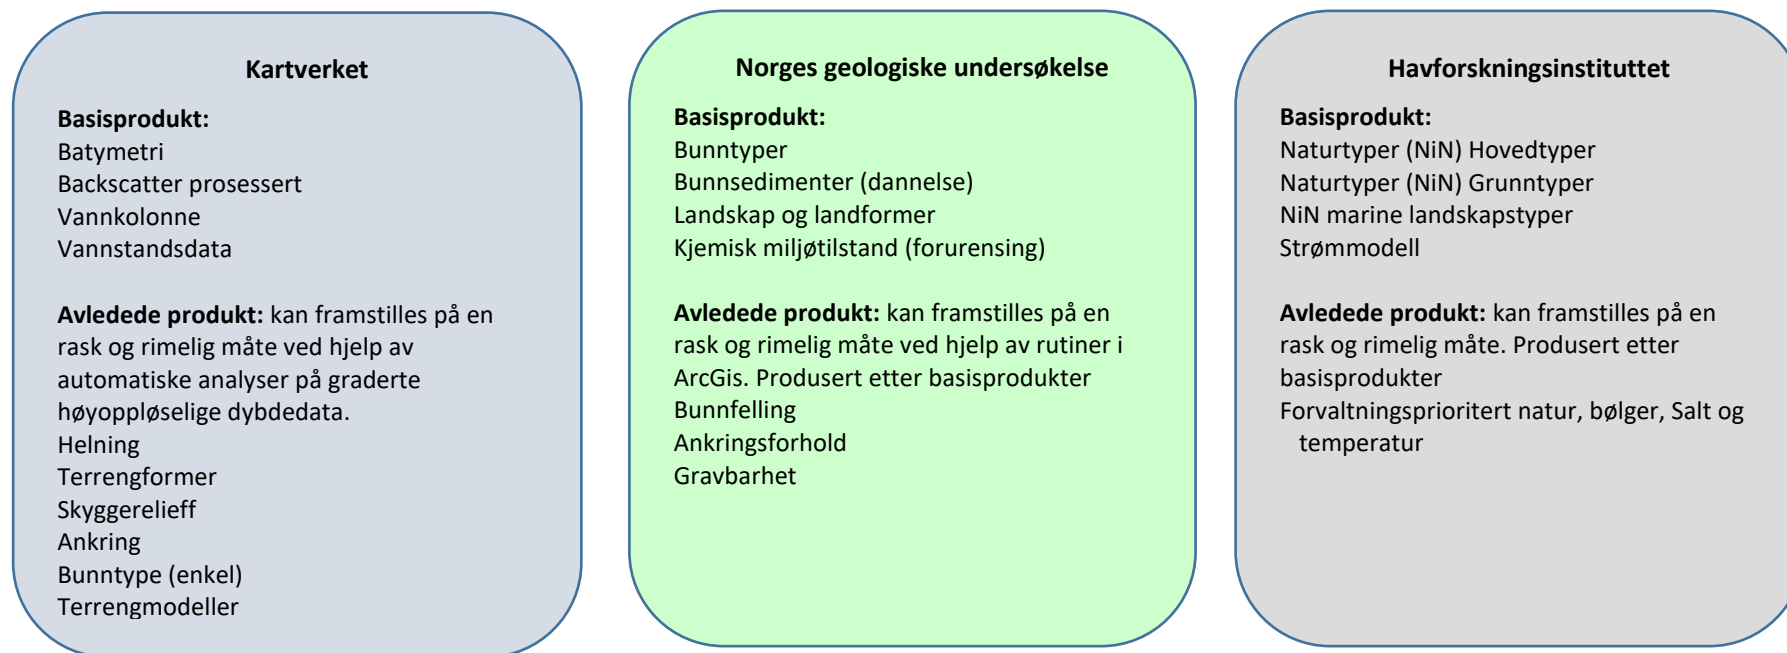 Kartverket
Basisprodukt:
Batymetri
Backscatter prosessert
Vannkolonne
Vannstandsdata
Avledede produkt: kan framstilles på en
rask og rimelig måte ved hjelp av
automatiske analyser på graderte
høyoppløselige dybdedata.
Helning
Terrengformer
Skyggerelieff
Ankring
Bunntype (enkel)
Terrengmodeller
Norges geologiske undersøkelse
Basisprodukt:
Bunntyper
Bunnsedimenter (dannelse)
Landskap og landformer
Kjemisk miljøtilstand (forurensing)
Avledede produkt: kan framstilles på en
rask og rimelig måte ved hjelp av rutiner i
ArcGis. Produsert etter basisprodukter
Bunnfelling
Ankringsforhold
Gravbarhet
Havforskningsinstituttet
Basisprodukt:
Naturtyper (NiN) Hovedtyper
Naturtyper (NiN) Grunntyper
NiN marine landskapstyper
Strømmodell
Avledede produkt: kan framstilles på en
rask og rimelig måte. Produsert etter
basisprodukter
Forvaltningsprioritert natur, bølger, Salt og
temperatur